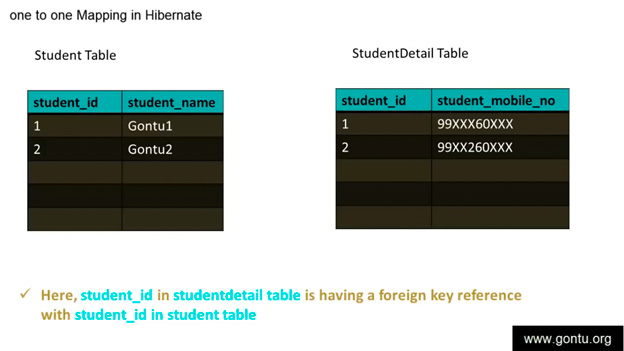 one to one Mapping in Hibernate
Student Table
StudentDetail Table
student_id student_name
1 Gontu1
2 Gontu2
student_id student_mobile_no
1 99XXX60XXX
2 99XX260XXX
✓ Here, student_id in studentdetail table is having a foreign key reference
with student_id in student table
www.gontu.org